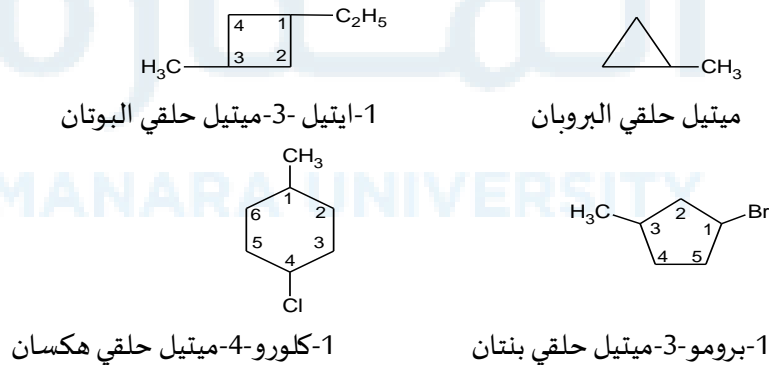 C₂H₅
4 1
3 2
H₃C
CH₃
ميتيل حلقي البروبان
1-ايتيل -3-ميتيل حلقي البوتان
CH₃
1
6 2
5 3
4
Cl
H₃C
Br
2
3 1
4 5
1-برومو-3-ميتيل حلقي بنتان
1-كلورو-4-ميتيل حلقي هكسان
MANARA UNIVERSITY